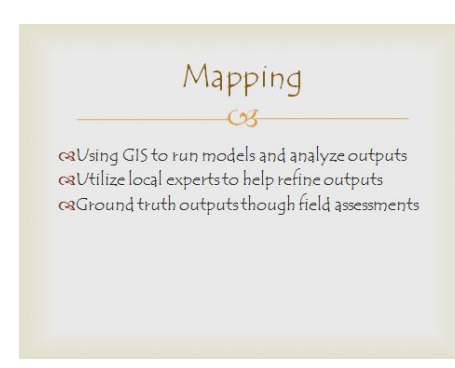 Mapping
Using GIS to run models and analyze outputs
Utilize local experts to help refine outputs
Ground truth outputs though field assessments